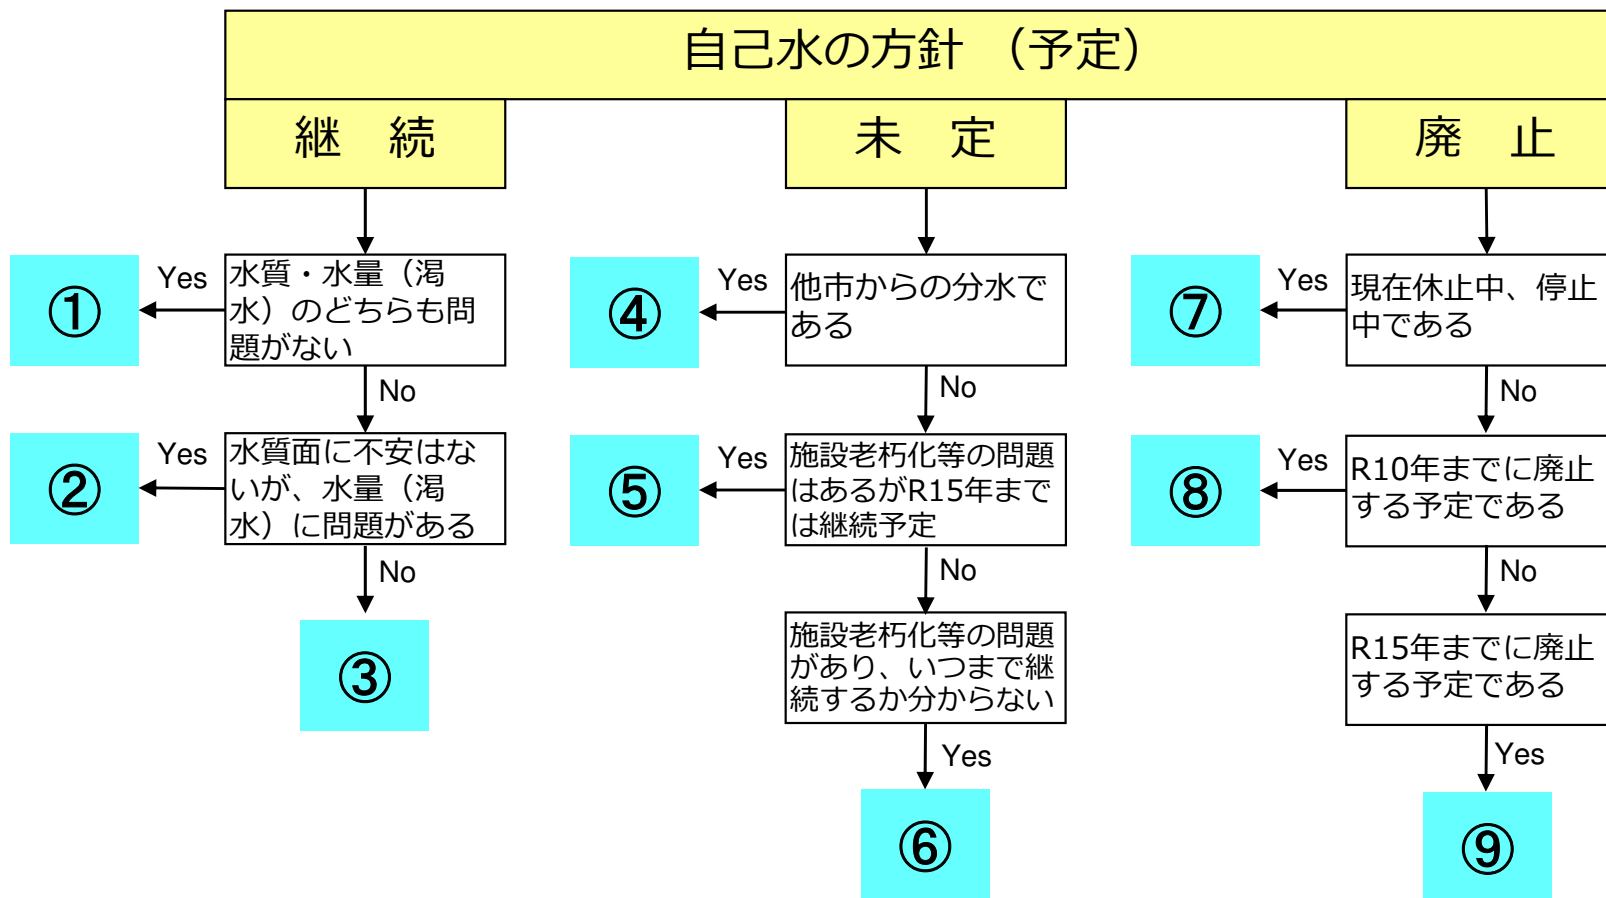 自己水の方針 （予定）
継　続
未　定
廃　止
①
Yes
水質・水量（渇
水）のどちらも問
題がない
No
②
Yes
水質面に不安はな
いが、水量（渇
水）に問題がある
No
③
④
Yes
他市からの分水で
ある
No
⑤
Yes
施設老朽化等の問題
はあるがR15年まで
は継続予定
No
施設老朽化等の問題
があり、いつまで継
続するか分からない
Yes
⑥
⑦
Yes
現在休止中、停止
中である
No
⑧
Yes
R10年までに廃止
する予定である
No
R15年までに廃止
する予定である
Yes
⑨